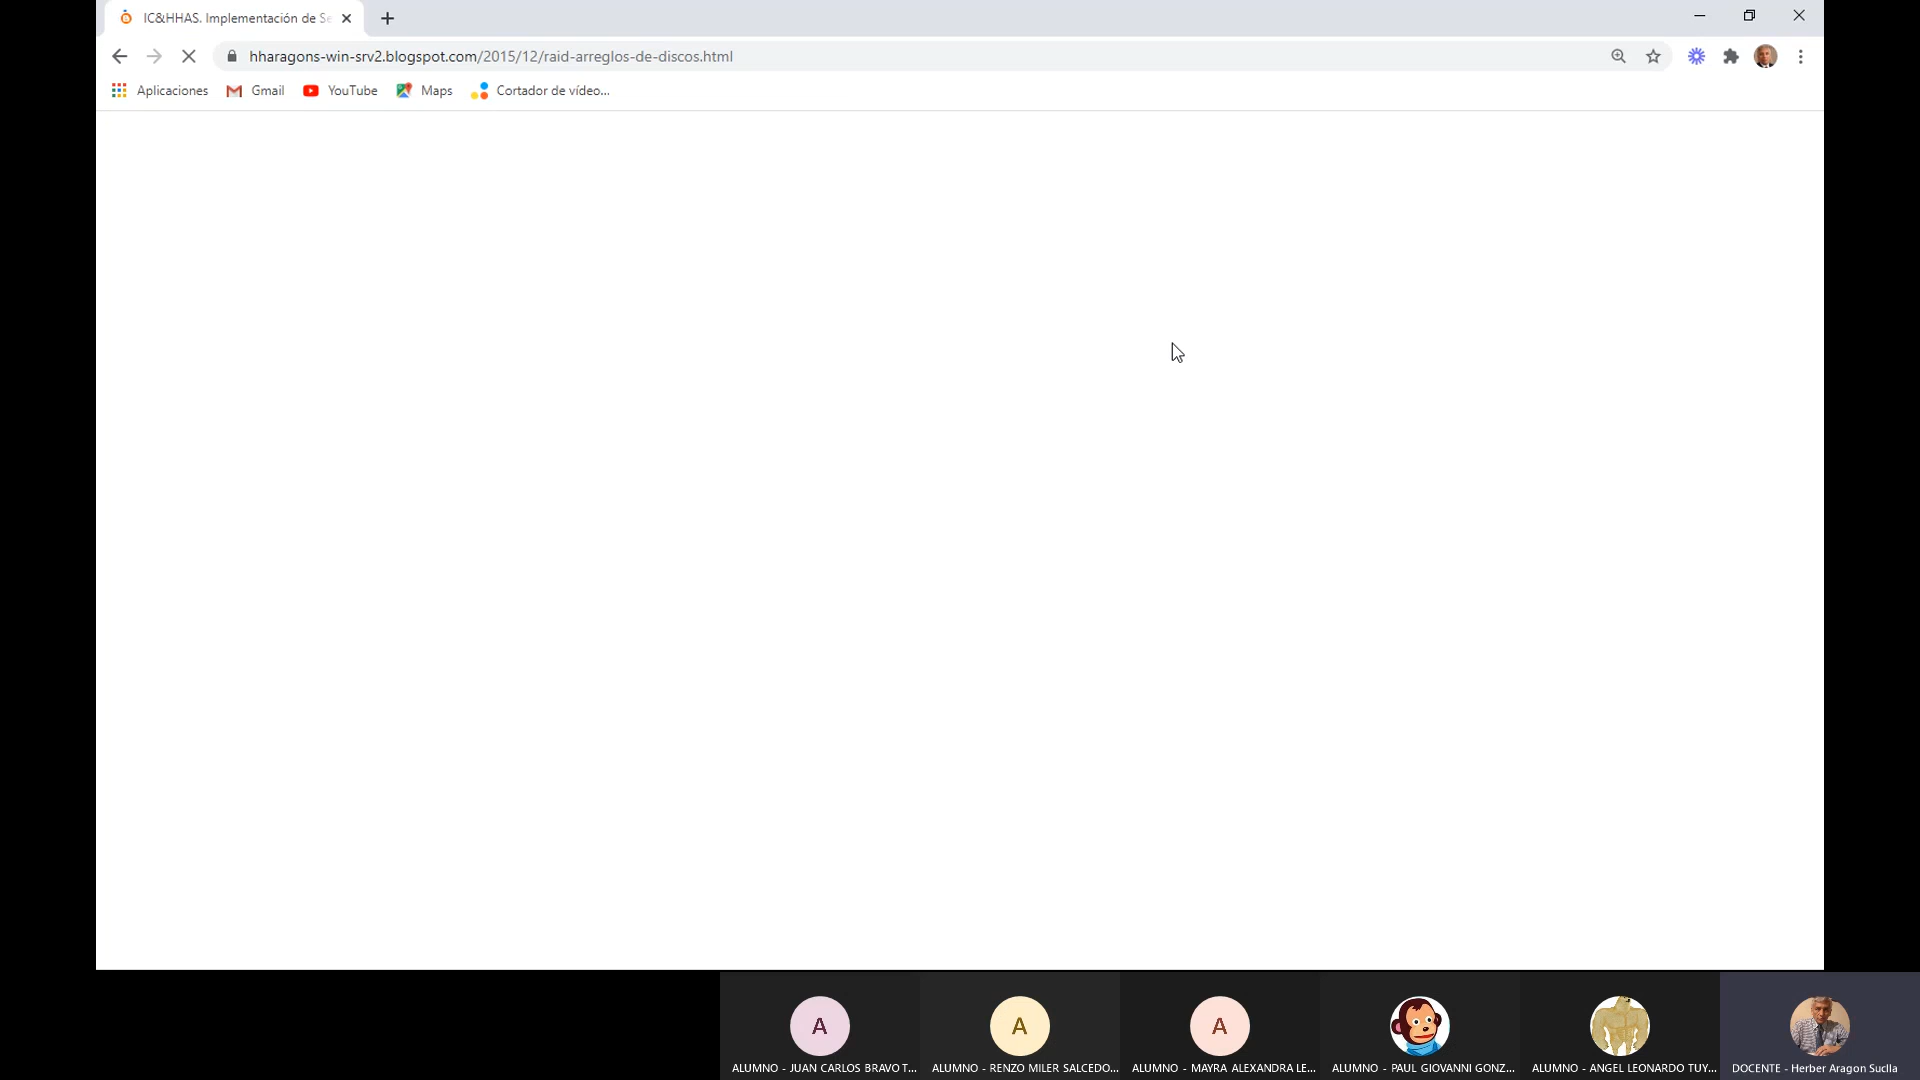 IC&HHAS. Implementación de Se
hharagons-win-srv2.blogspot.com/2015/12/raid-arreglos-de-discos.html
Aplicaciones Gmail YouTube Maps Cortador de vídeo...
A A A
ALUMNO - JUAN CARLOS BRAVO T... ALUMNO - RENZO MILER SALCEDO... ALUMNO - MAYRA ALEXANDRA LE... ALUMNO - PAUL GIOVANNI GONZ... ALUMNO - ANGEL LEONARDO TUY... DOCENTE - Herber Aragon Suclla